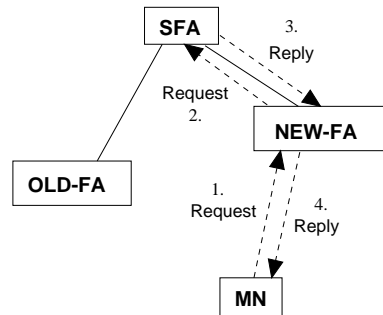 SFA
3.
Reply
Request
2.
NEW-FA
OLD-FA
1.
Request
4.
Reply
MN